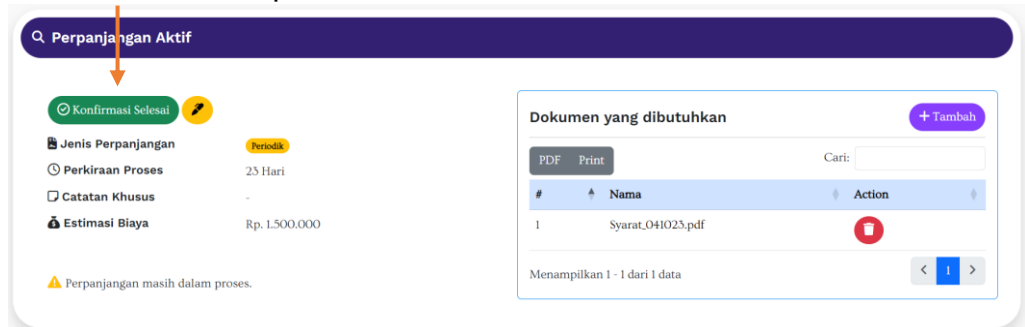 Perpanjangan Aktif
Konfirmasi Selesai
Jenis Perpanjangan Periodik
Perkiraan Proses 23 Hari
Catatan Khusus -
Estimasi Biaya Rp. 1.500.000
Perpanjangan masih dalam proses.
Dokumen yang dibutuhkan
+ Tambah
PDF Print
Cari:
# Nama Action
1 Syarat_041023.pdf
Menampilkan 1 - 1 dari 1 data
< 1 >